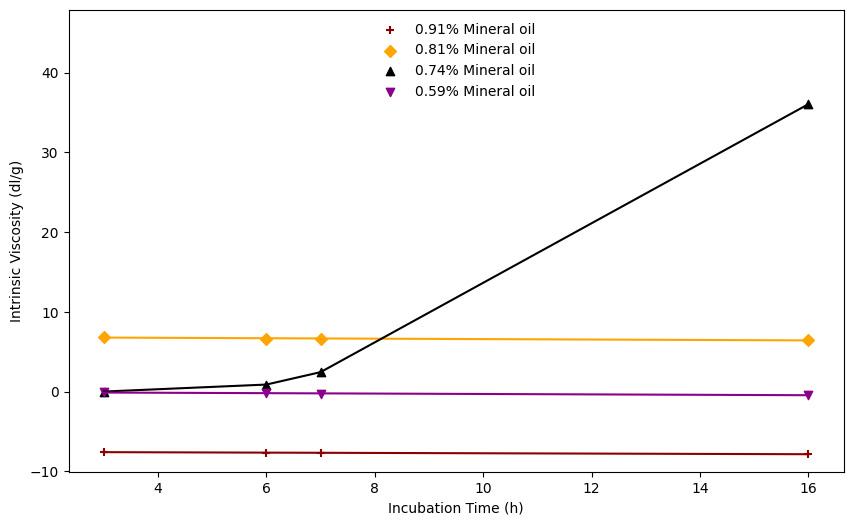 0.91% Mineral oil
0.81% Mineral oil
0.74% Mineral oil
0.59% Mineral oil
40
30
20
10
0
−10
Intrinsic Viscosity (dl/g)
4 6 8 10 12 14 16
Incubation Time (h)